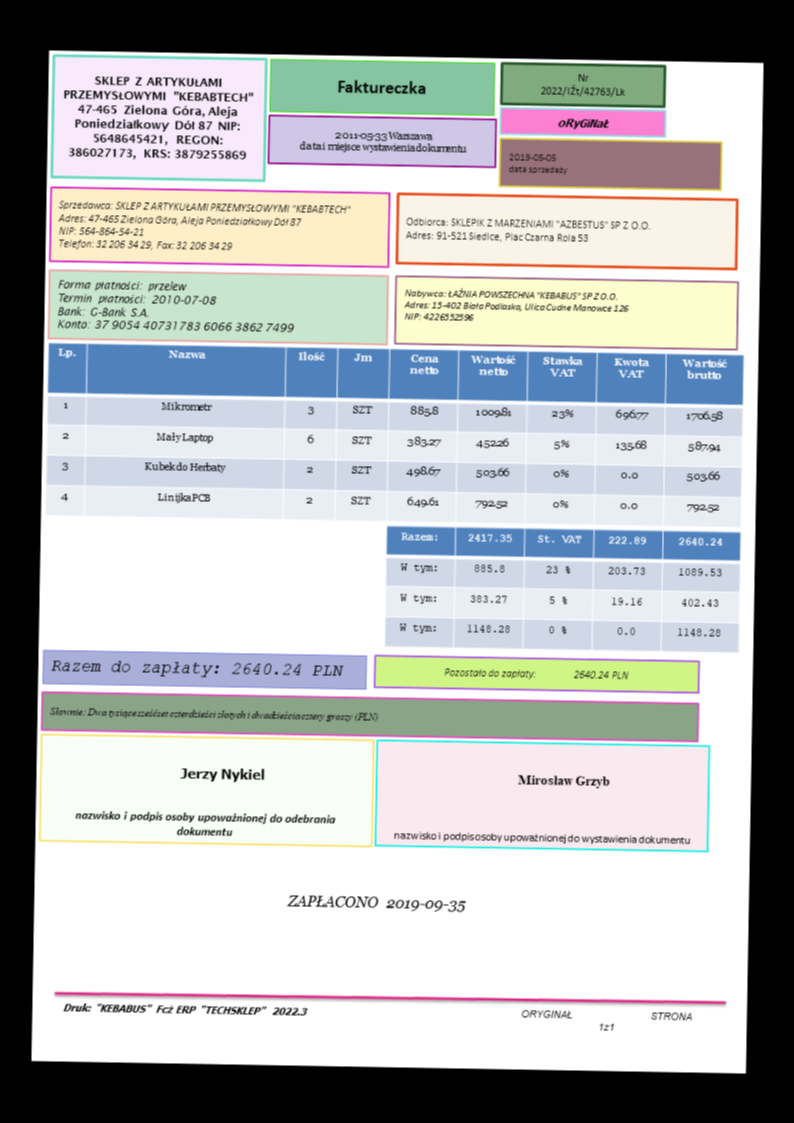 SKLEP Z ARTYKUŁAMI
PRZEMYSŁOWYMI "KEBABTECH"
47-465 Zielona Góra, Aleja
Poniedziałkowy Dół 87 NIP:
5648645421, REGON:
386027173, KRS: 3879255869
Faktureczka
2011-05-33 Warszawa
data i miejsce wystawienia dokumentu
Nr
2022/IŻt/42763/Lk
oRyGiNaŁ
2019-05-05
data sprzedaży
Sprzedawca: SKLEP Z ARTYKUŁAMI PRZEMYSŁOWYMI "KEBABTECH"
Adres: 47-465 Zielona Góra, Aleja Poniedziałkowy Dół 87
NIP: 564-864-54-21
Telefon: 32 206 34 29, Fax: 32 206 34 29
Odbiorca: SKLEPIK Z MARZENIAMI "AZBESTUS" SP Z O.O.
Adres: 91-521 Siedlce, Plac Czarna Rola 53
Forma płatności: przelew
Termin płatności: 2010-07-08
Bank: G-Bank S.A.
Konto: 37 9054 4073 1783 6066 3862 7499
Nabywca: ŁAŹNIA POWSZECHNA "KEBABUS" SP Z O.O.
Adres: 15-402 Biała Podlaska, Ulica Cudne Manowce 126
NIP: 4226552596
Lp. Nazwa Ilość Jm Cena netto Wartość netto Stawka VAT Kwota VAT Wartość brutto
1 Mikrometr 3 SZT 885.8 1009.81 23% 696.77 1706.58
2 Mały Laptop 6 SZT 383.27 452.26 5% 135.68 587.94
3 Kubek do Herbaty 2 SZT 498.67 503.66 0% 0.0 503.66
4 Linijka PCB 2 SZT 649.61 792.52 0% 0.0 792.52
Razem: 2417.35 St. VAT 222.89 2640.24
W tym: 885.8 23 % 203.73 1089.53
W tym: 383.27 5 % 19.16 402.43
W tym: 1148.28 0 % 0.0 1148.28
Razem do zapłaty: 2640.24 PLN
Pozostało do zapłaty: 2640.24 PLN
Słownie: Dwa tysiące sześćset czterdzieści złotych i dwadzieścia cztery groszy (PLN)
Jerzy Nykiel
nazwisko i podpis osoby upoważnionej do odebrania
dokumentu
Mirosław Grzyb
nazwisko i podpis osoby upoważnionej do wystawienia dokumentu
ZAPŁACONO 2019-09-35
Druk: "KEBABUS" Fcż ERP "TECHSKLEP" 2022.3
ORYGINAŁ STRONA
1 z 1